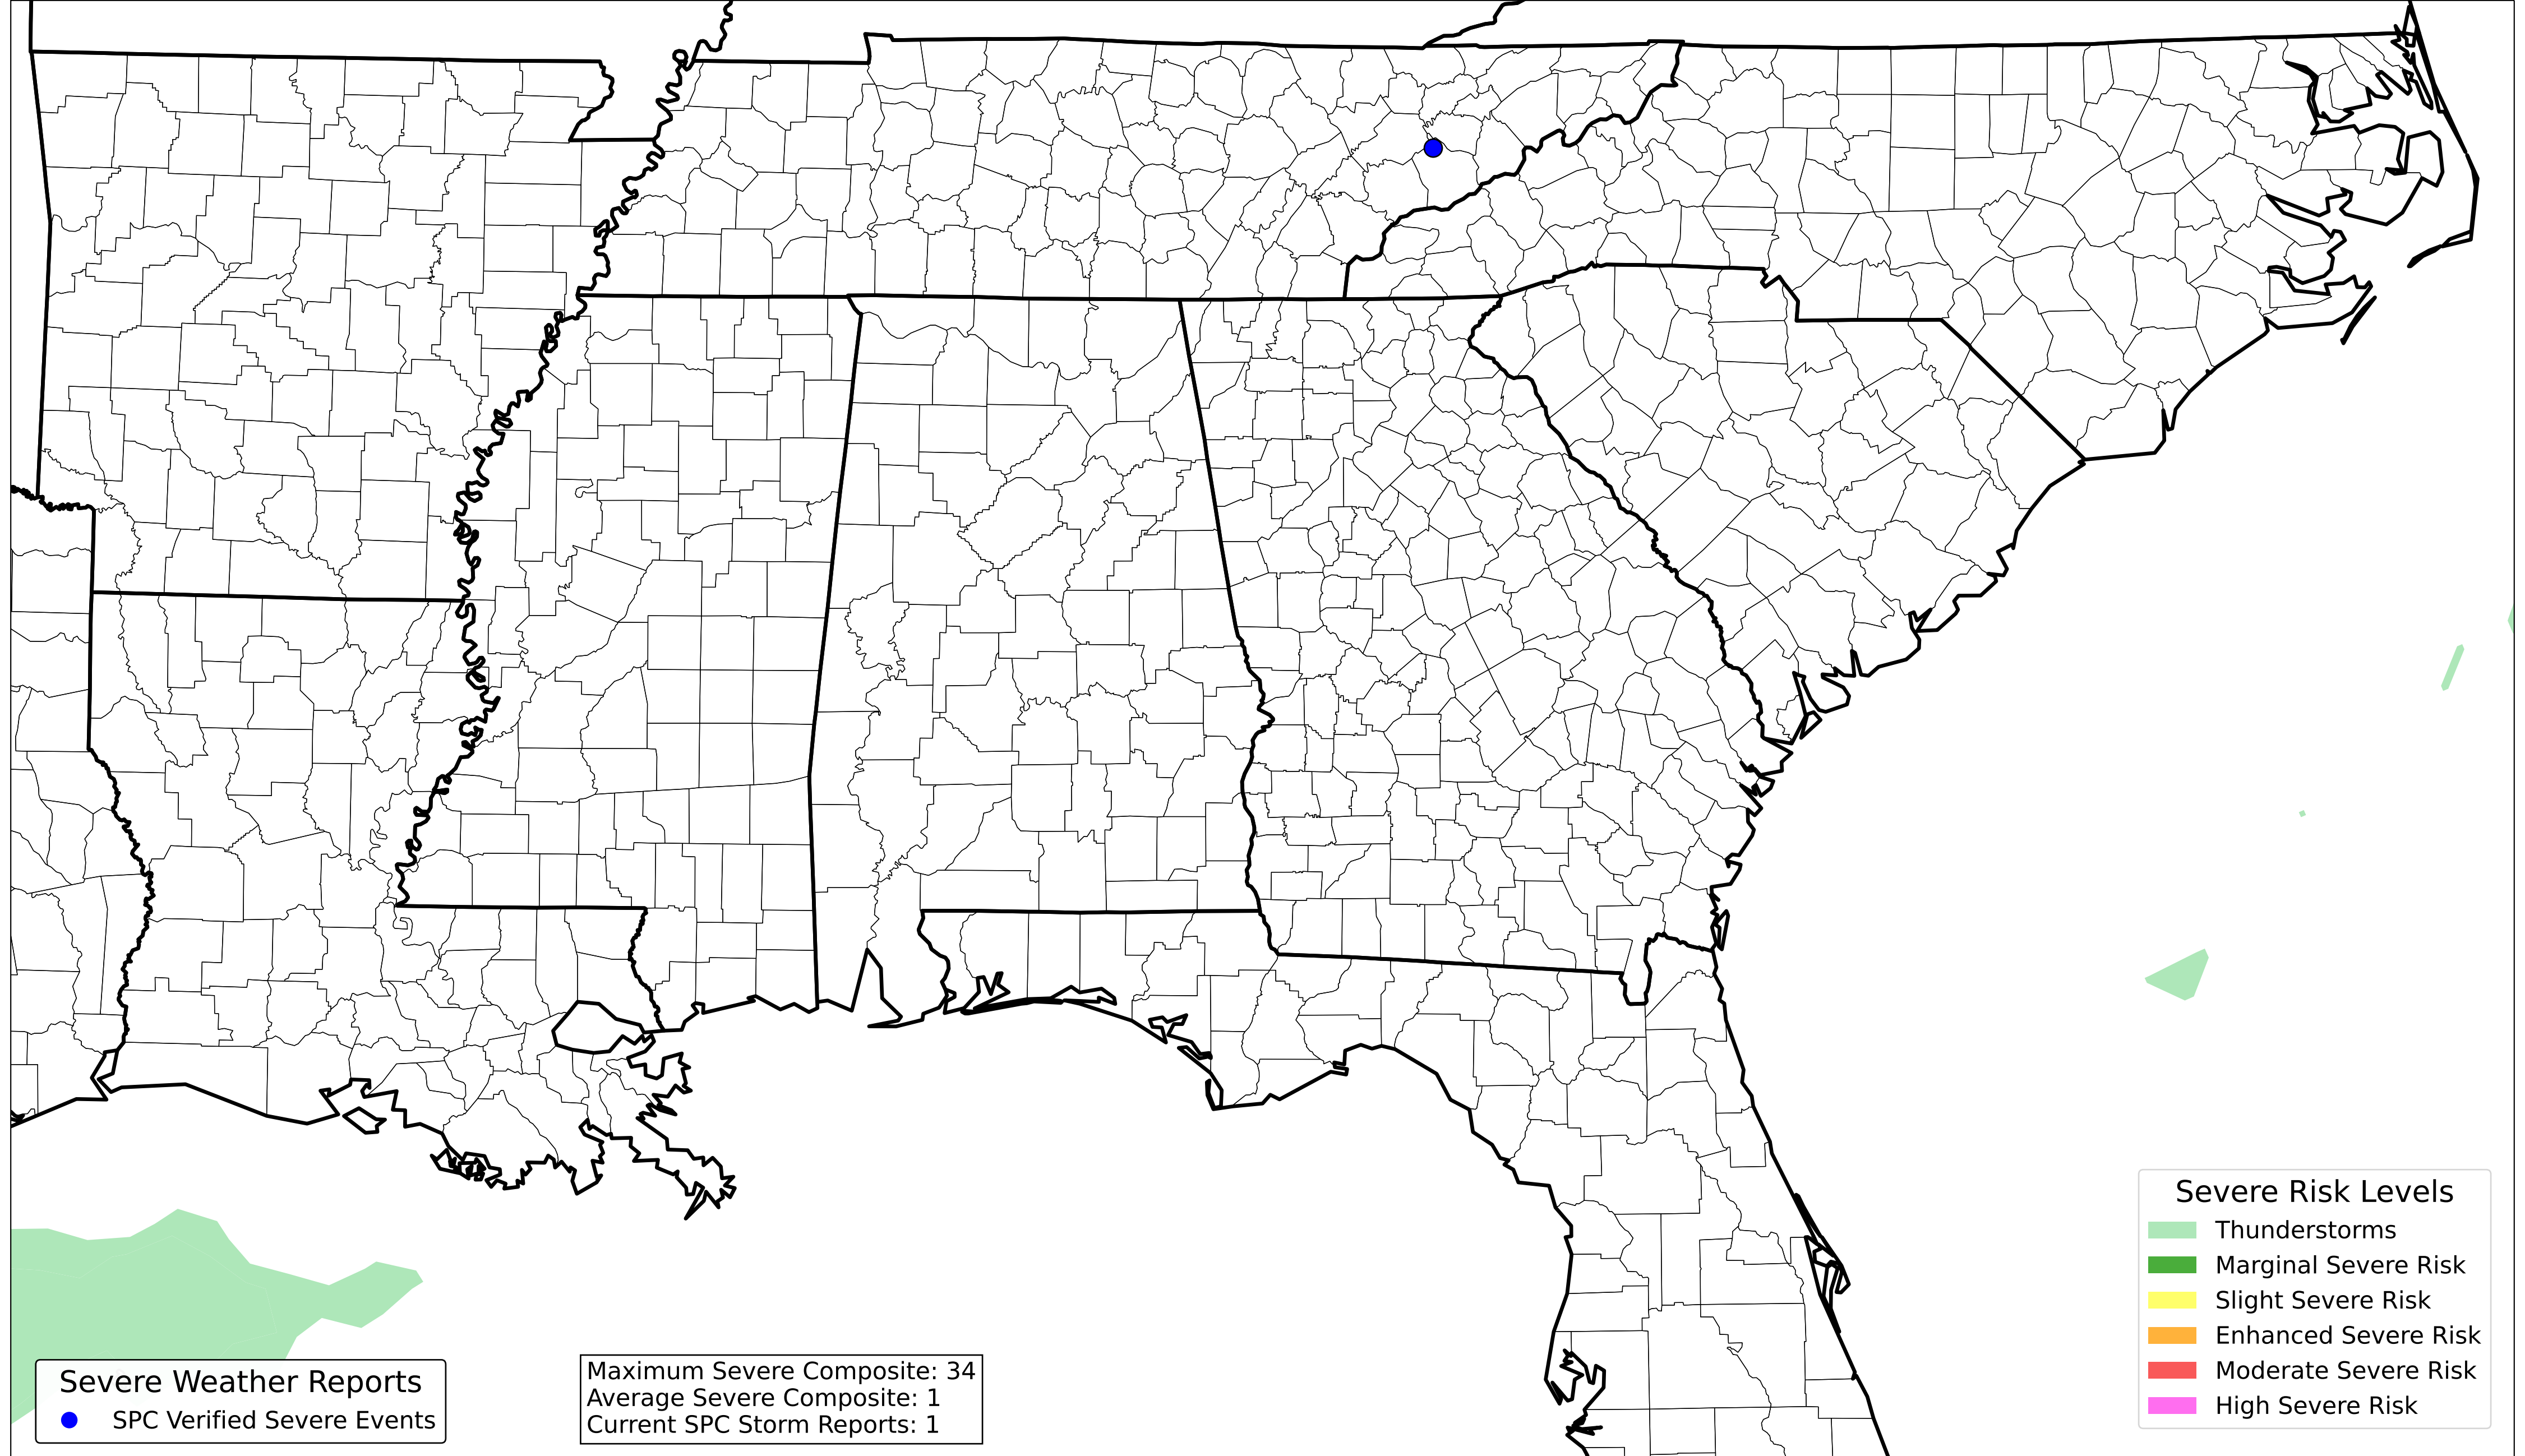 Severe Weather Reports
SPC Verified Severe Events
Maximum Severe Composite: 34
Average Severe Composite: 1
Current SPC Storm Reports: 1
Severe Risk Levels
Thunderstorms
Marginal Severe Risk
Slight Severe Risk
Enhanced Severe Risk
Moderate Severe Risk
High Severe Risk